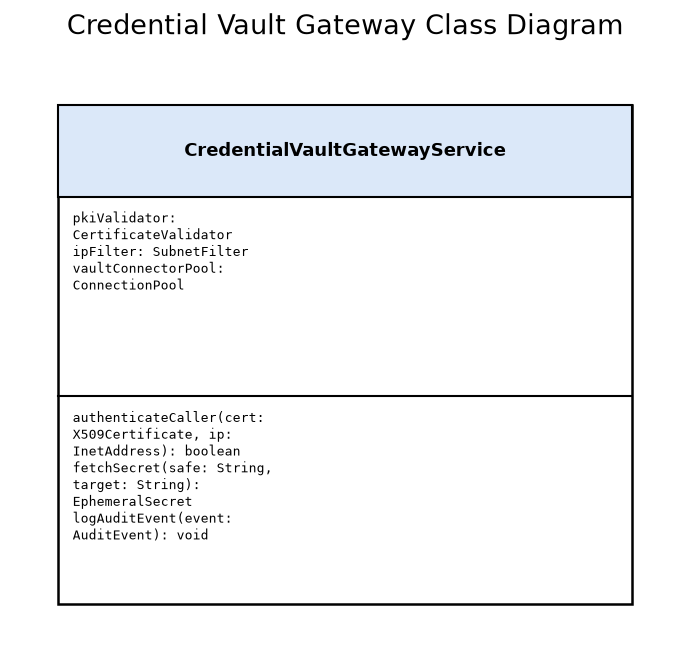 Credential Vault Gateway Class Diagram
CredentialVaultGatewayService
pkiValidator:
CertificateValidator
ipFilter: SubnetFilter
vaultConnectorPool:
ConnectionPool
authenticateCaller(cert:
X509Certificate, ip:
InetAddress): boolean
fetchSecret(safe: String,
target: String):
EphemeralSecret
logAuditEvent(event:
AuditEvent): void